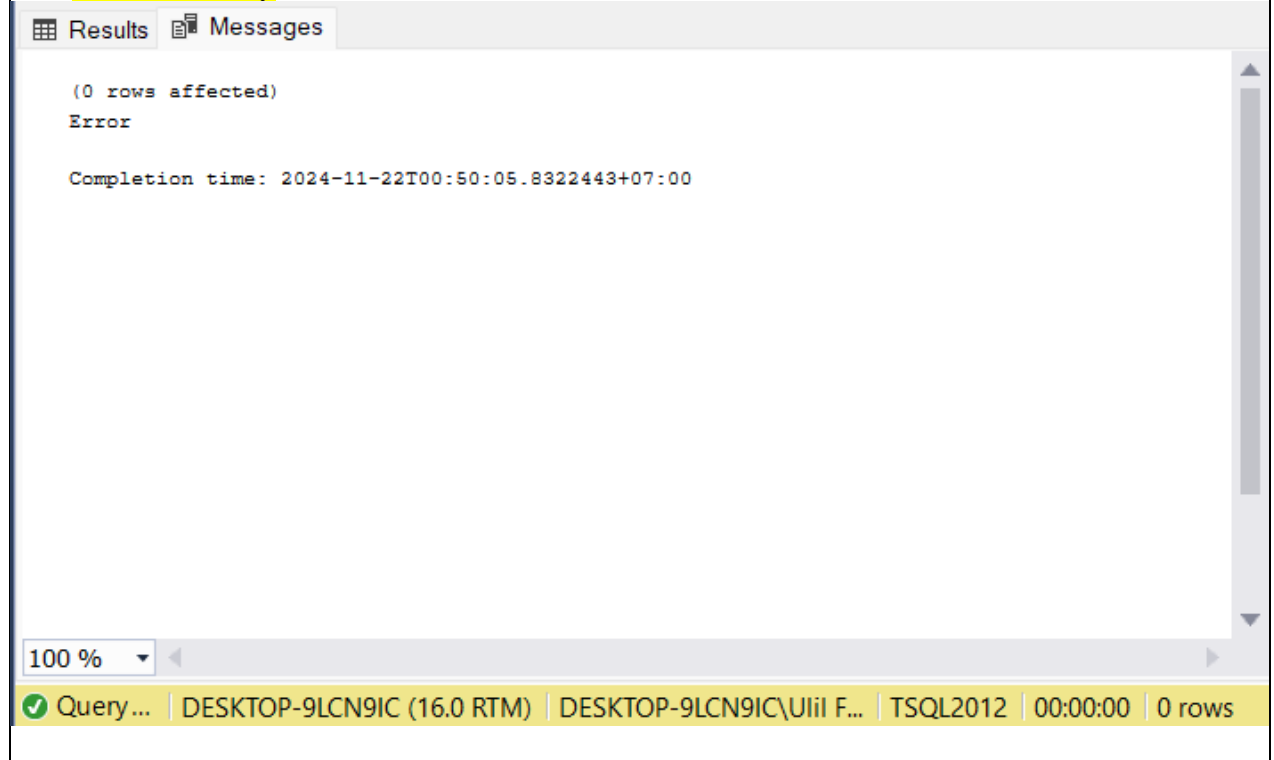 Results Messages
(0 rows affected)
Error
Completion time: 2024-11-22T00:50:05.8322443+07:00
100 %
Query... DESKTOP-9LCN9IC (16.0 RTM) DESKTOP-9LCN9IC\Ulil F... TSQL2012 00:00:00 0 rows